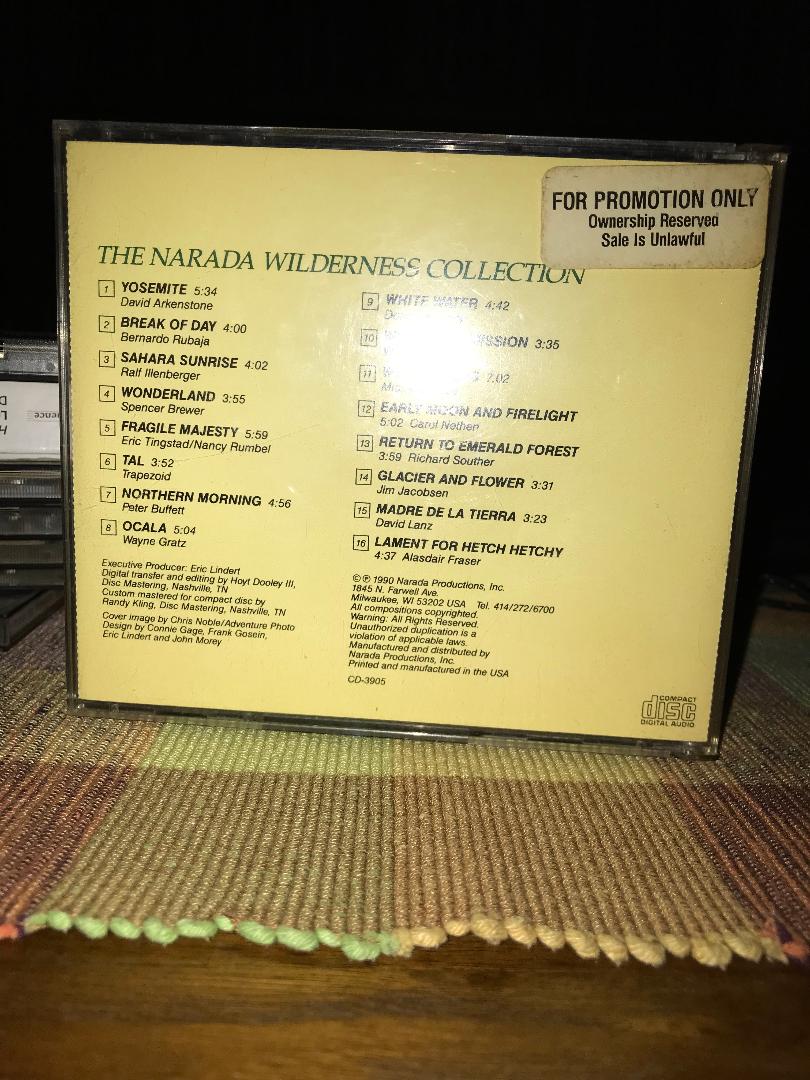 FOR PROMOTION ONLY
Ownership Reserved
Sale Is Unlawful
THE NARADA WILDERNESS COLLECTION
1 YOSEMITE 5:34
David Arkenstone
2 BREAK OF DAY 4:00
Bernardo Rubaja
3 SAHARA SUNRISE 4:02
Ralf Illenberger
4 WONDERLAND 3:55
Spencer Brewer
5 FRAGILE MAJESTY 5:59
Eric Tingstad/Nancy Rumbel
6 TAL 3:52
Trapezoid
7 NORTHERN MORNING 4:56
Peter Buffett
8 OCALA 5:04
Wayne Gratz
Executive Producer: Eric Lindert
Digital transfer and editing by Hoyt Dooley III,
Disc Mastering, Nashville, TN
Custom mastered for compact disc by
Randy Kling, Disc Mastering, Nashville, TN
Cover image by Chris Noble/Adventure Photo
Design by Connie Gage, Frank Gosein,
Eric Lindert and John Morey
9 WHITE WATER 4:42
10 3:35
11 7:02
12 EARLY MOON AND FIRELIGHT
5:02 Carol Nethen
13 RETURN TO EMERALD FOREST
3:59 Richard Souther
14 GLACIER AND FLOWER 3:31
Jim Jacobsen
15 MADRE DE LA TIERRA 3:23
David Lanz
16 LAMENT FOR HETCH HETCHY
4:37 Alasdair Fraser
© ℗ 1990 Narada Productions, Inc.
1845 N. Farwell Ave.
Milwaukee, WI 53202 USA Tel. 414/272/6700
All compositions copyrighted.
Warning: All Rights Reserved.
Unauthorized duplication is a
violation of applicable laws.
Manufactured and distributed by
Narada Productions, Inc.
Printed and manufactured in the USA
CD-3905
COMPACT
disc
DIGITAL AUDIO